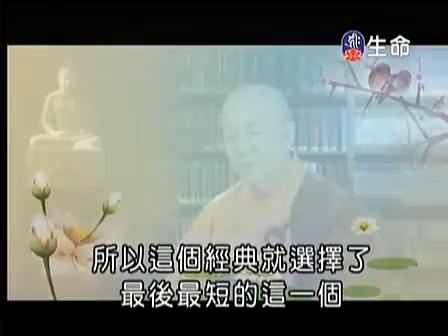 生命
所以這個經典就選擇了
最後最短的這一個